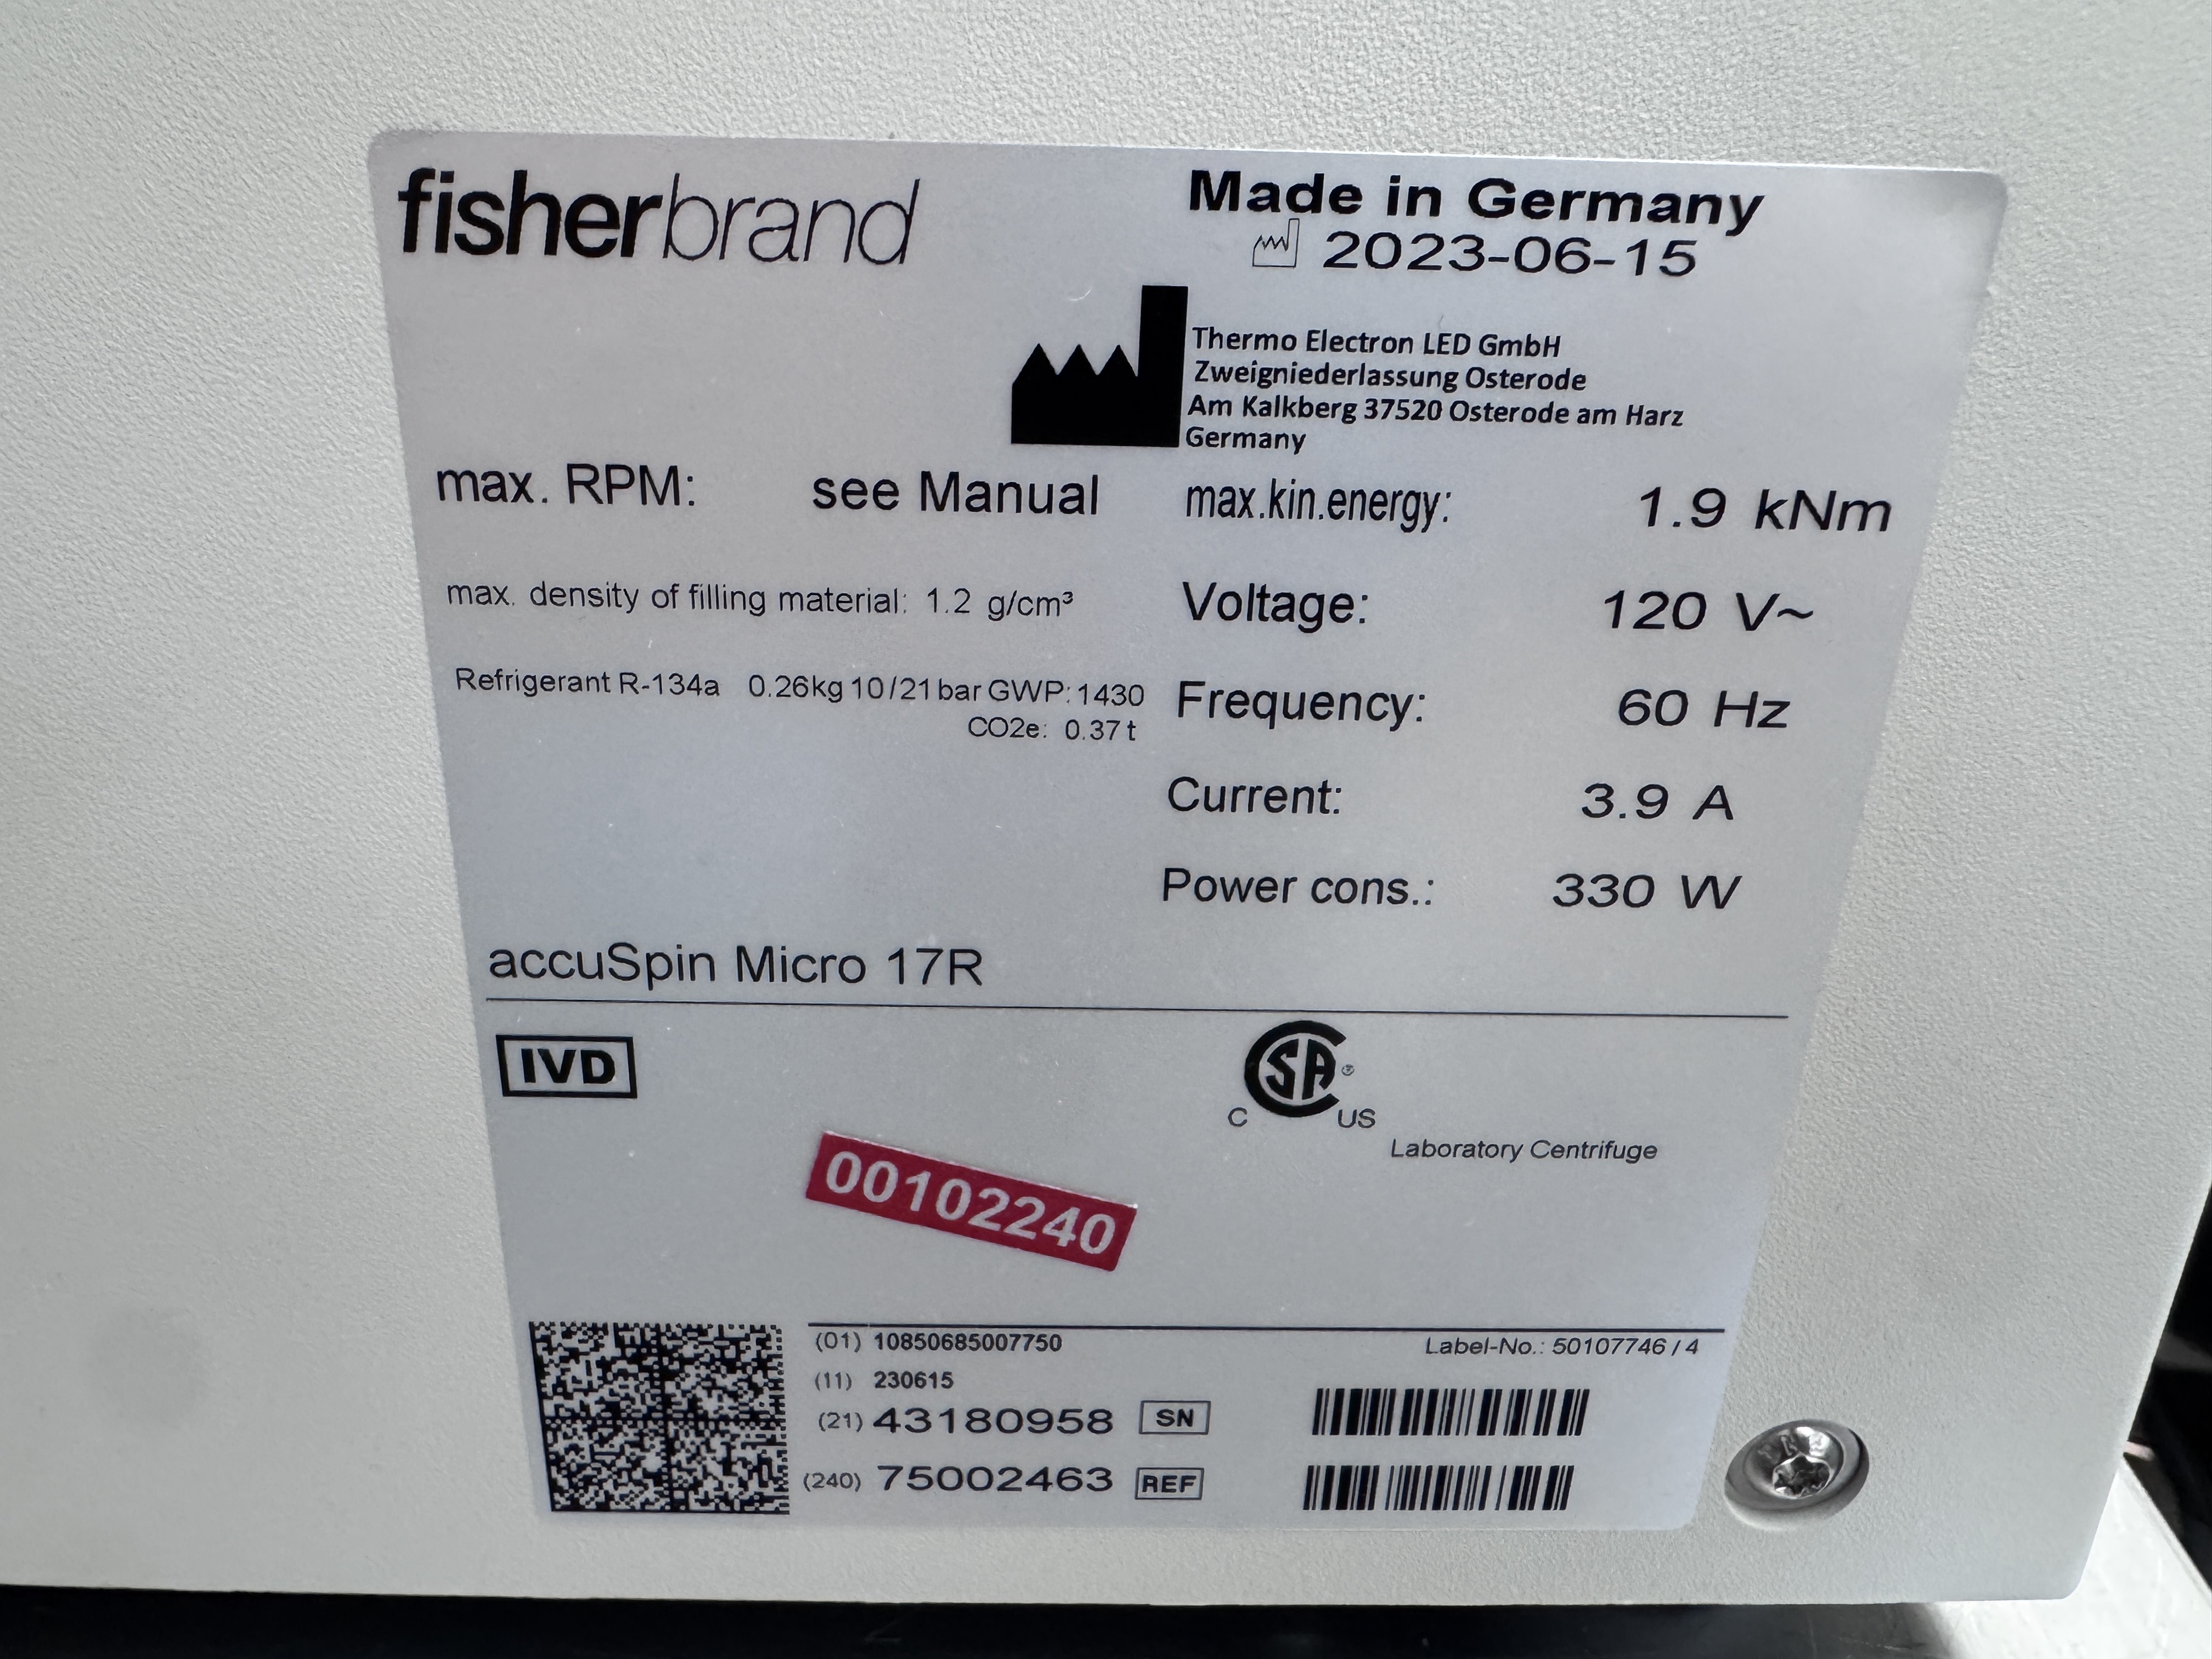 fisherbrand
Made in Germany
2023-06-15
Thermo Electron LED GmbH
Zweigniederlassung Osterode
Am Kalkberg 37520 Osterode am Harz
Germany
max. RPM: see Manual
max.kin.energy: 1.9 kNm
max. density of filling material: 1.2 g/cm³
Voltage: 120 V~
Refrigerant R-134a 0.26kg 10/21 bar GWP: 1430
CO2e: 0.37 t
Frequency: 60 Hz
Current: 3.9 A
Power cons.: 330 W
accuSpin Micro 17R
IVD
CSA®
C US
Laboratory Centrifuge
00102240
(01) 10850685007750
Label-No.: 50107746 / 4
(11) 230615
(21) 43180958 SN
(240) 75002463 REF